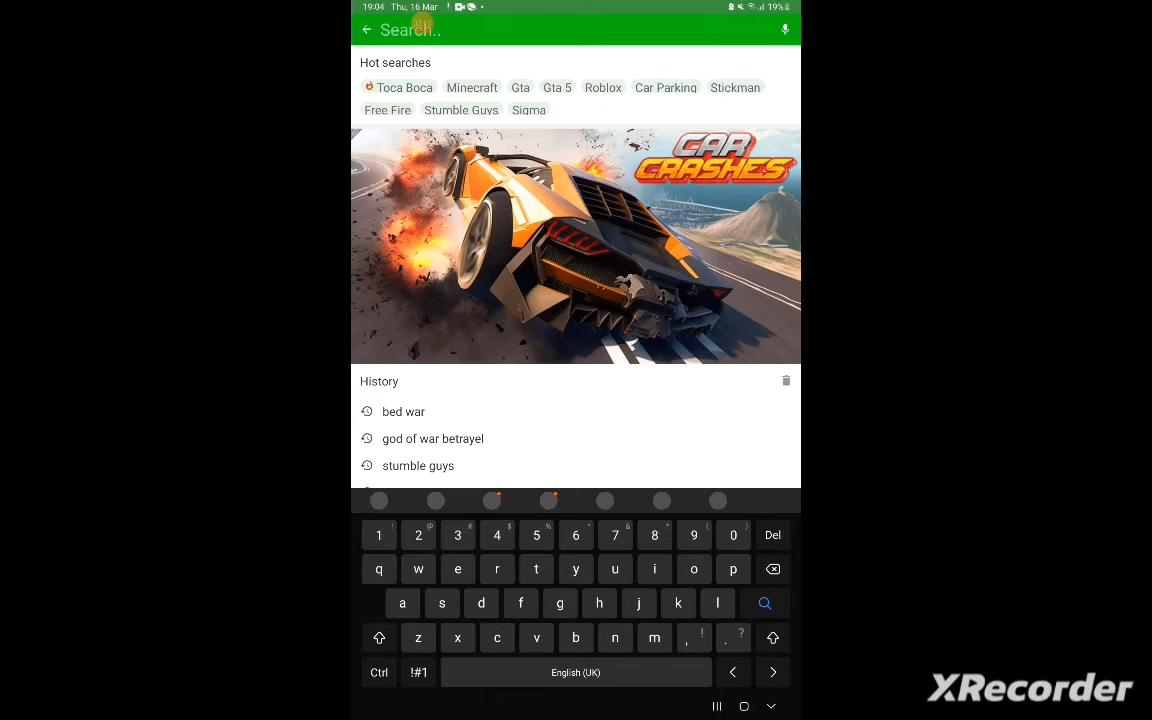 19:04 Thu, 16 Mar 19%
02:15
Search..
Hot searches
Toca Boca Minecraft Gta Gta 5 Roblox Car Parking Stickman
Free Fire Stumble Guys Sigma
CAR
CRASHES
History
bed war
god of war betrayel
stumble guys
! @ # $ % ^ & * ( )
1 2 3 4 5 6 7 8 9 0 Del
q w e r t y u i o p
a s d f g h j k l
z x c v b n m , ! . ?
Ctrl !#1 English (UK) < >
XRecorder